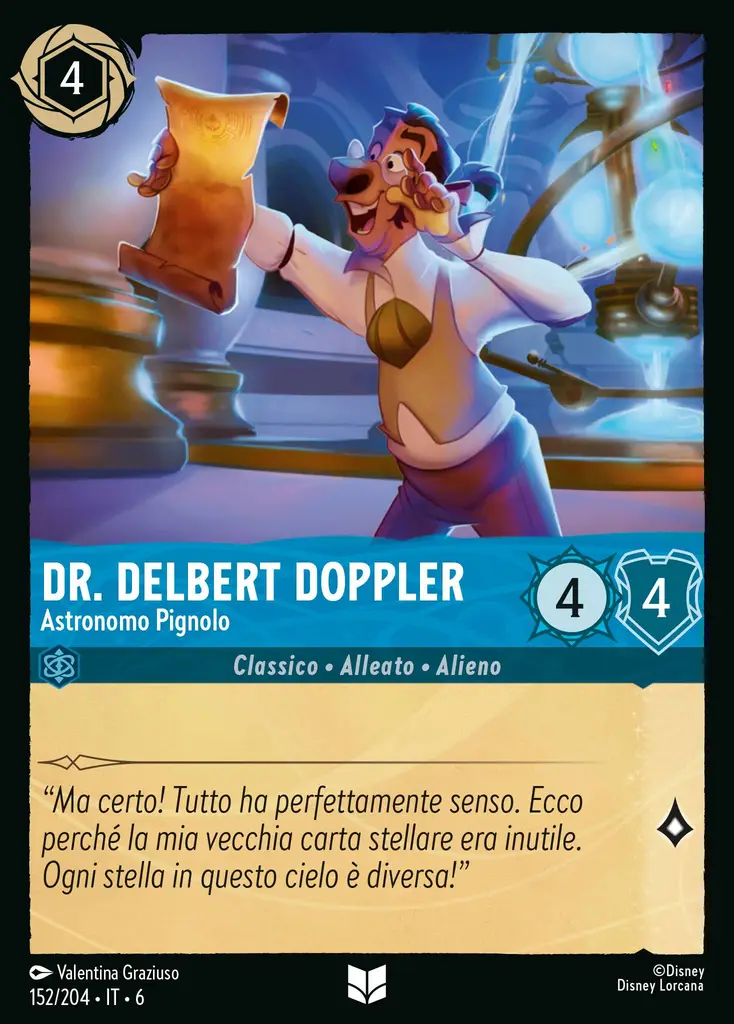 4
DR. DELBERT DOPPLER
Astronomo Pignolo
4
4
Classico • Alleato • Alieno
“Ma certo! Tutto ha perfettamente senso. Ecco
perché la mia vecchia carta stellare era inutile.
Ogni stella in questo cielo è diversa!”
Valentina Graziuso
152/204 • IT • 6
©Disney
Disney Lorcana